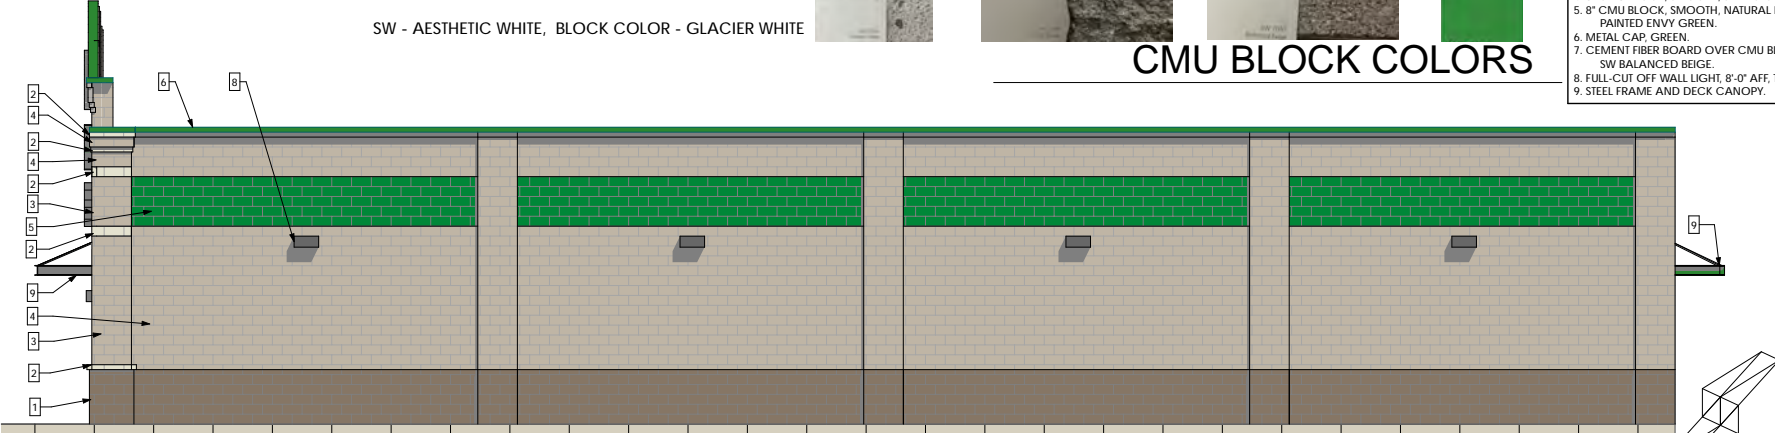 SW - AESTHETIC WHITE, BLOCK COLOR - GLACIER WHITE
CMU BLOCK COLORS
5. 8" CMU BLOCK, SMOOTH, NATURAL
PAINTED ENVY GREEN.
6. METAL CAP, GREEN.
7. CEMENT FIBER BOARD OVER CMU
SW BALANCED BEIGE.
8. FULL-CUT OFF WALL LIGHT, 8'-0" AFF,
9. STEEL FRAME AND DECK CANOPY.
6
8
2
4
2
4
2
3
5
2
9
4
3
2
1
9